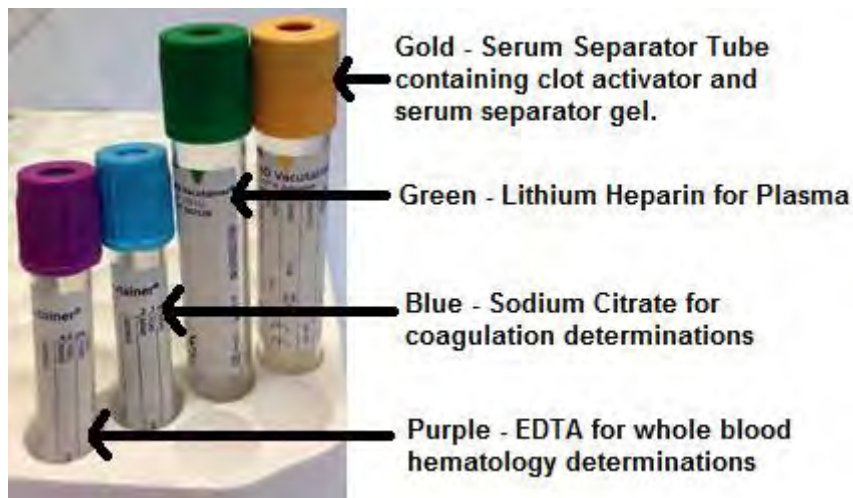 Gold - Serum Separator Tube
containing clot activator and
serum separator gel.
Green - Lithium Heparin for Plasma
Blue - Sodium Citrate for
coagulation determinations
Purple - EDTA for whole blood
hematology determinations